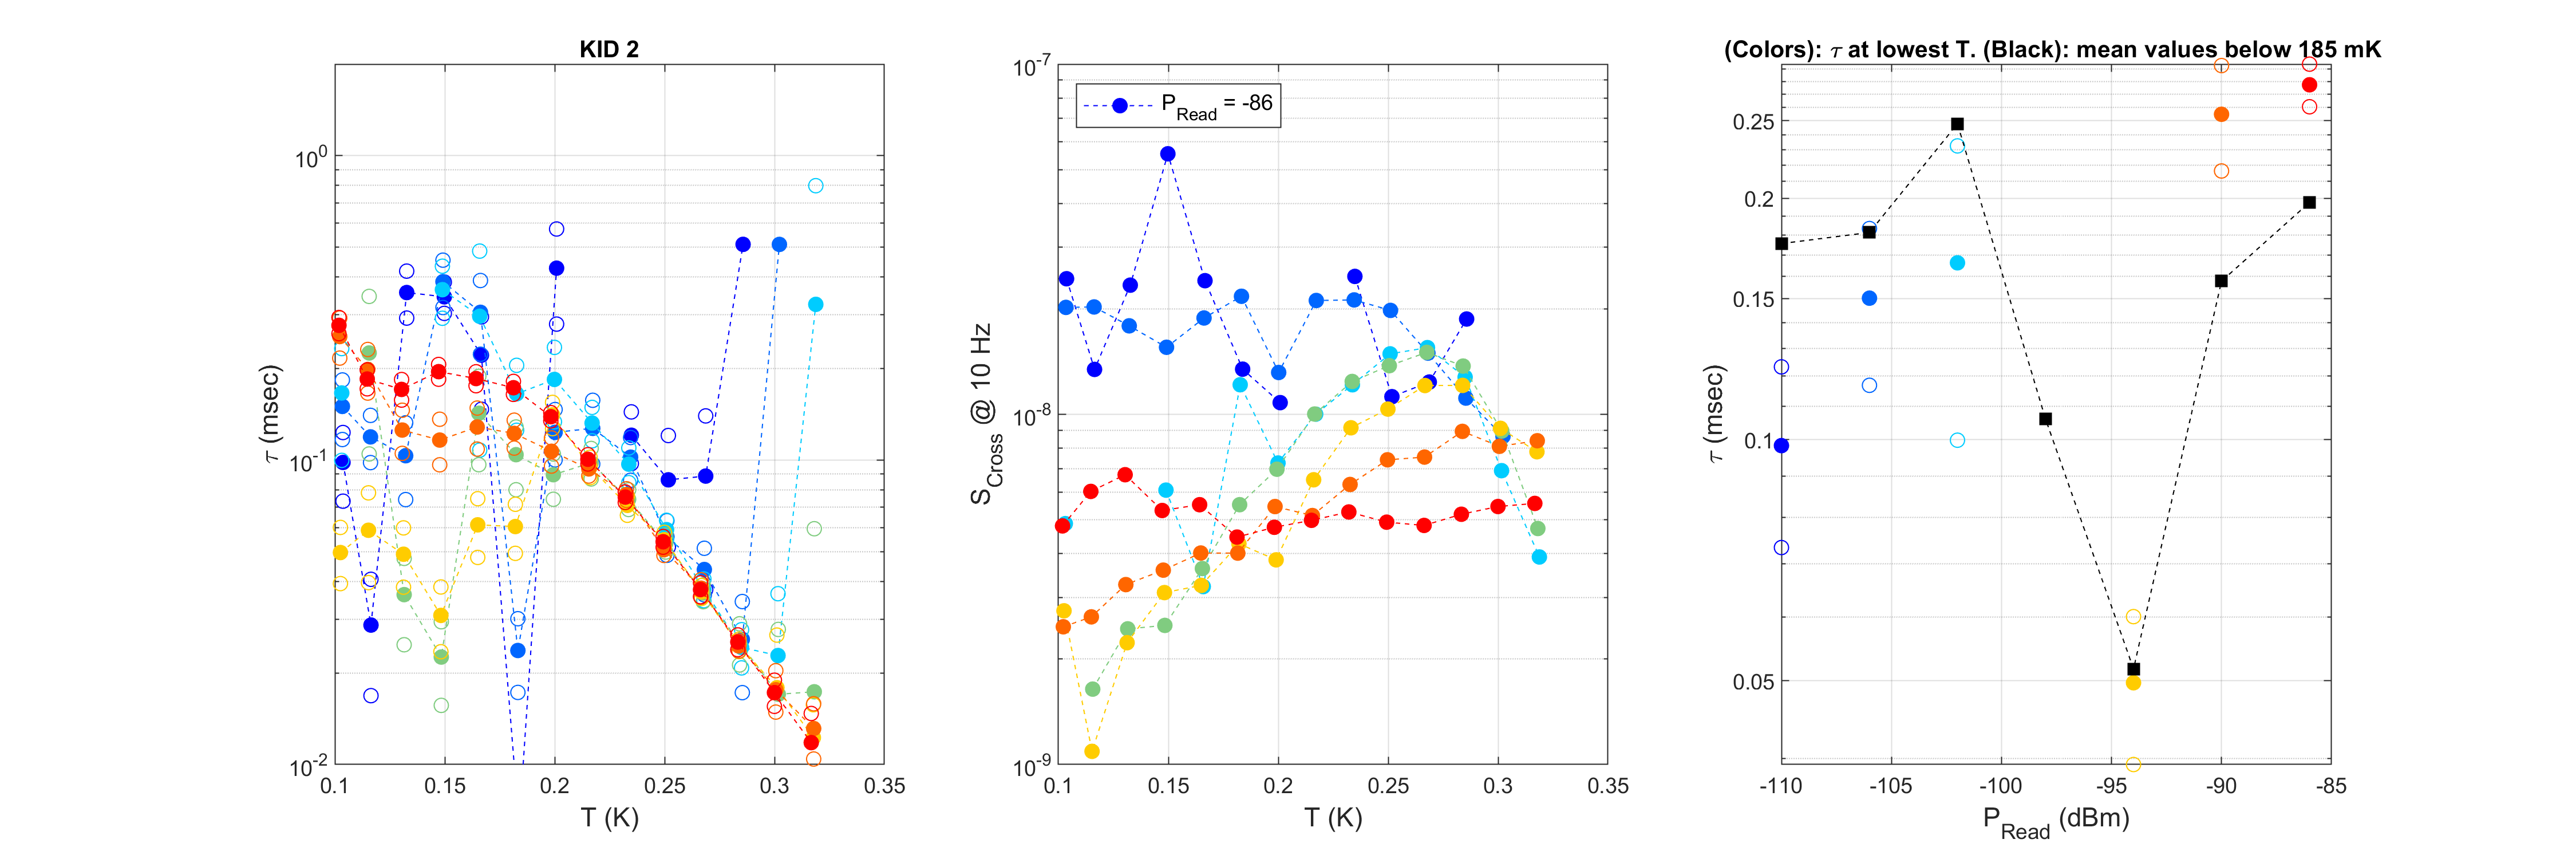 KID 2
τ (msec)
10^0
10^-1
10^-2
0.1 0.15 0.2 0.25 0.3 0.35
T (K)
S_Cross @ 10 Hz
10^-7
10^-8
10^-9
P_Read = -86
0.1 0.15 0.2 0.25 0.3 0.35
T (K)
(Colors): τ at lowest T. (Black): mean values below 185 mK
τ (msec)
0.25
0.2
0.15
0.1
0.05
-110 -105 -100 -95 -90 -85
P_Read (dBm)